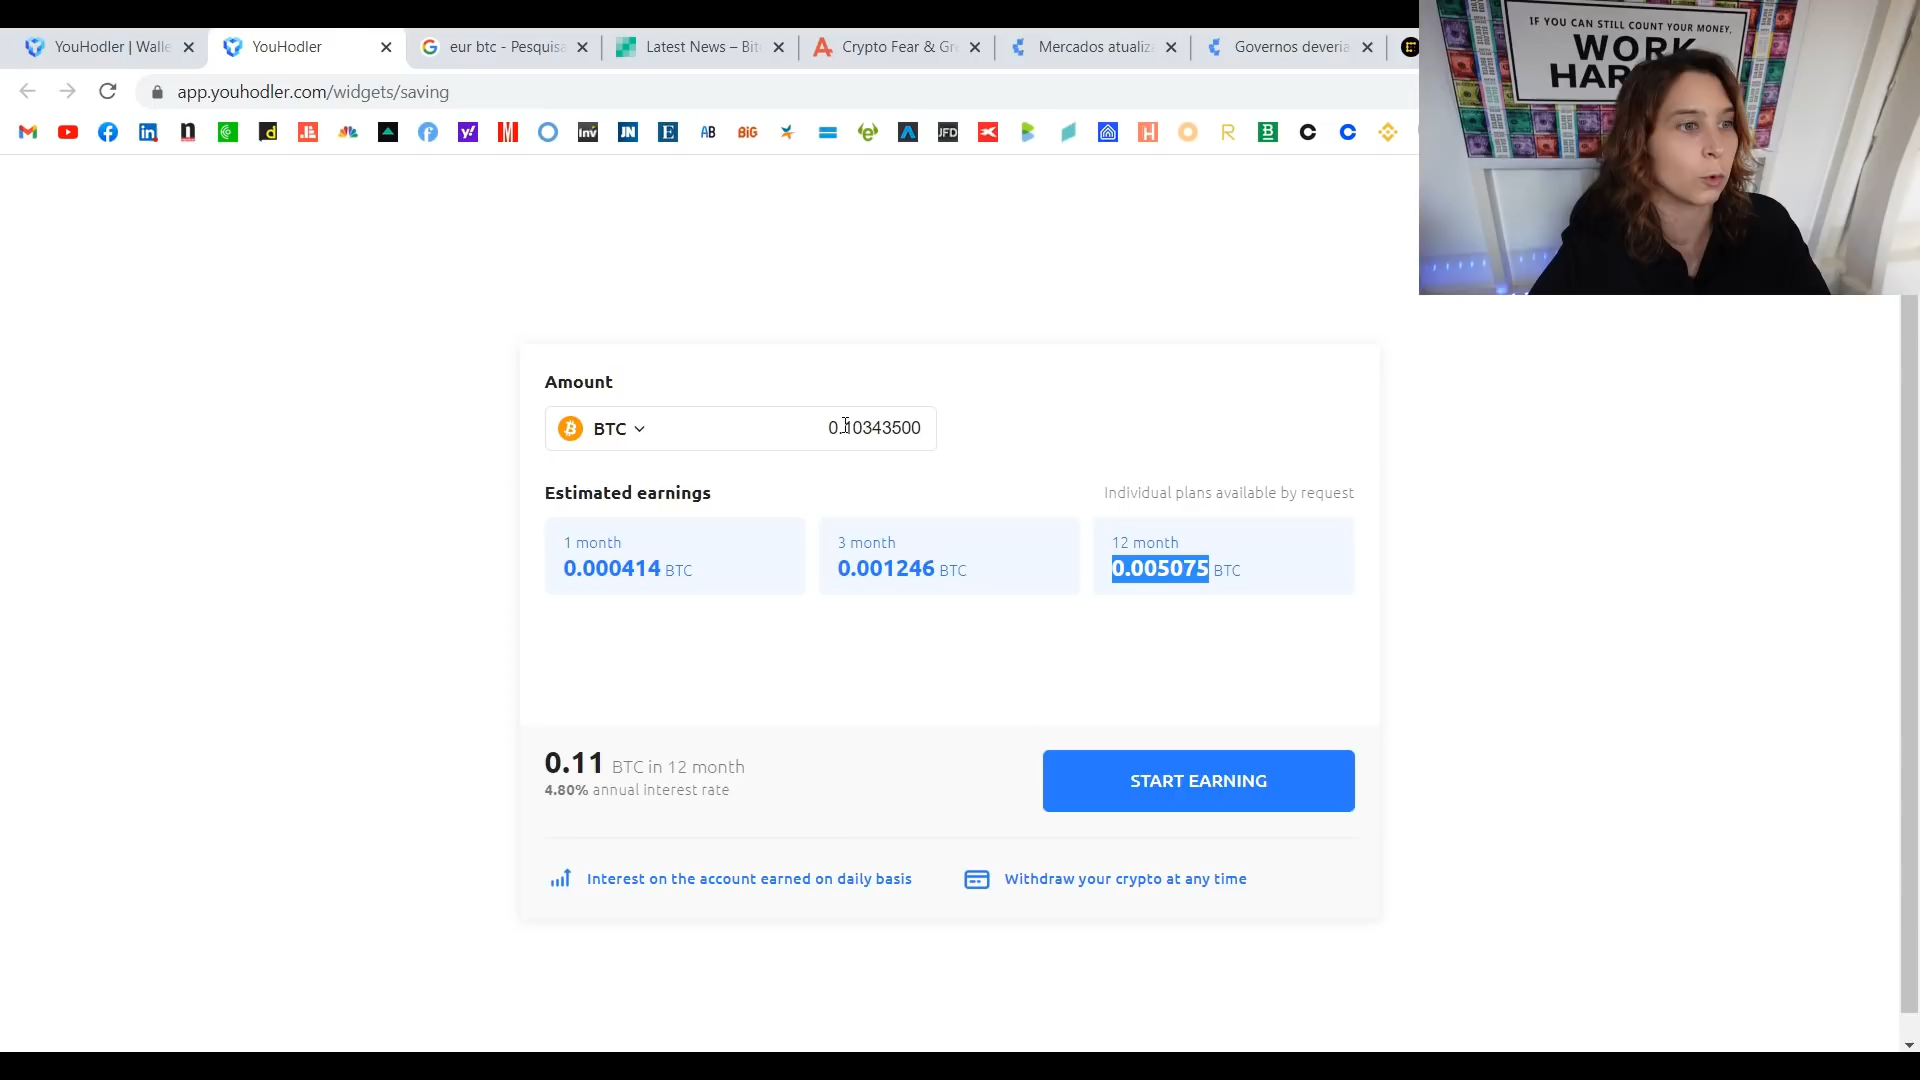 YouHodler | Walle
YouHodler
eur btc - Pesquisa
Latest News – Bit
Crypto Fear & Gr
Mercados atualiza
Governos deveria
app.youhodler.com/widgets/saving
IF YOU CAN STILL COUNT YOUR MONEY,
WORK
HAR
Amount
BTC
0.10343500
Estimated earnings
Individual plans available by request
1 month
0.000414 BTC
3 month
0.001246 BTC
12 month
0.005075 BTC
0.11 BTC in 12 month
4.80% annual interest rate
START EARNING
Interest on the account earned on daily basis
Withdraw your crypto at any time